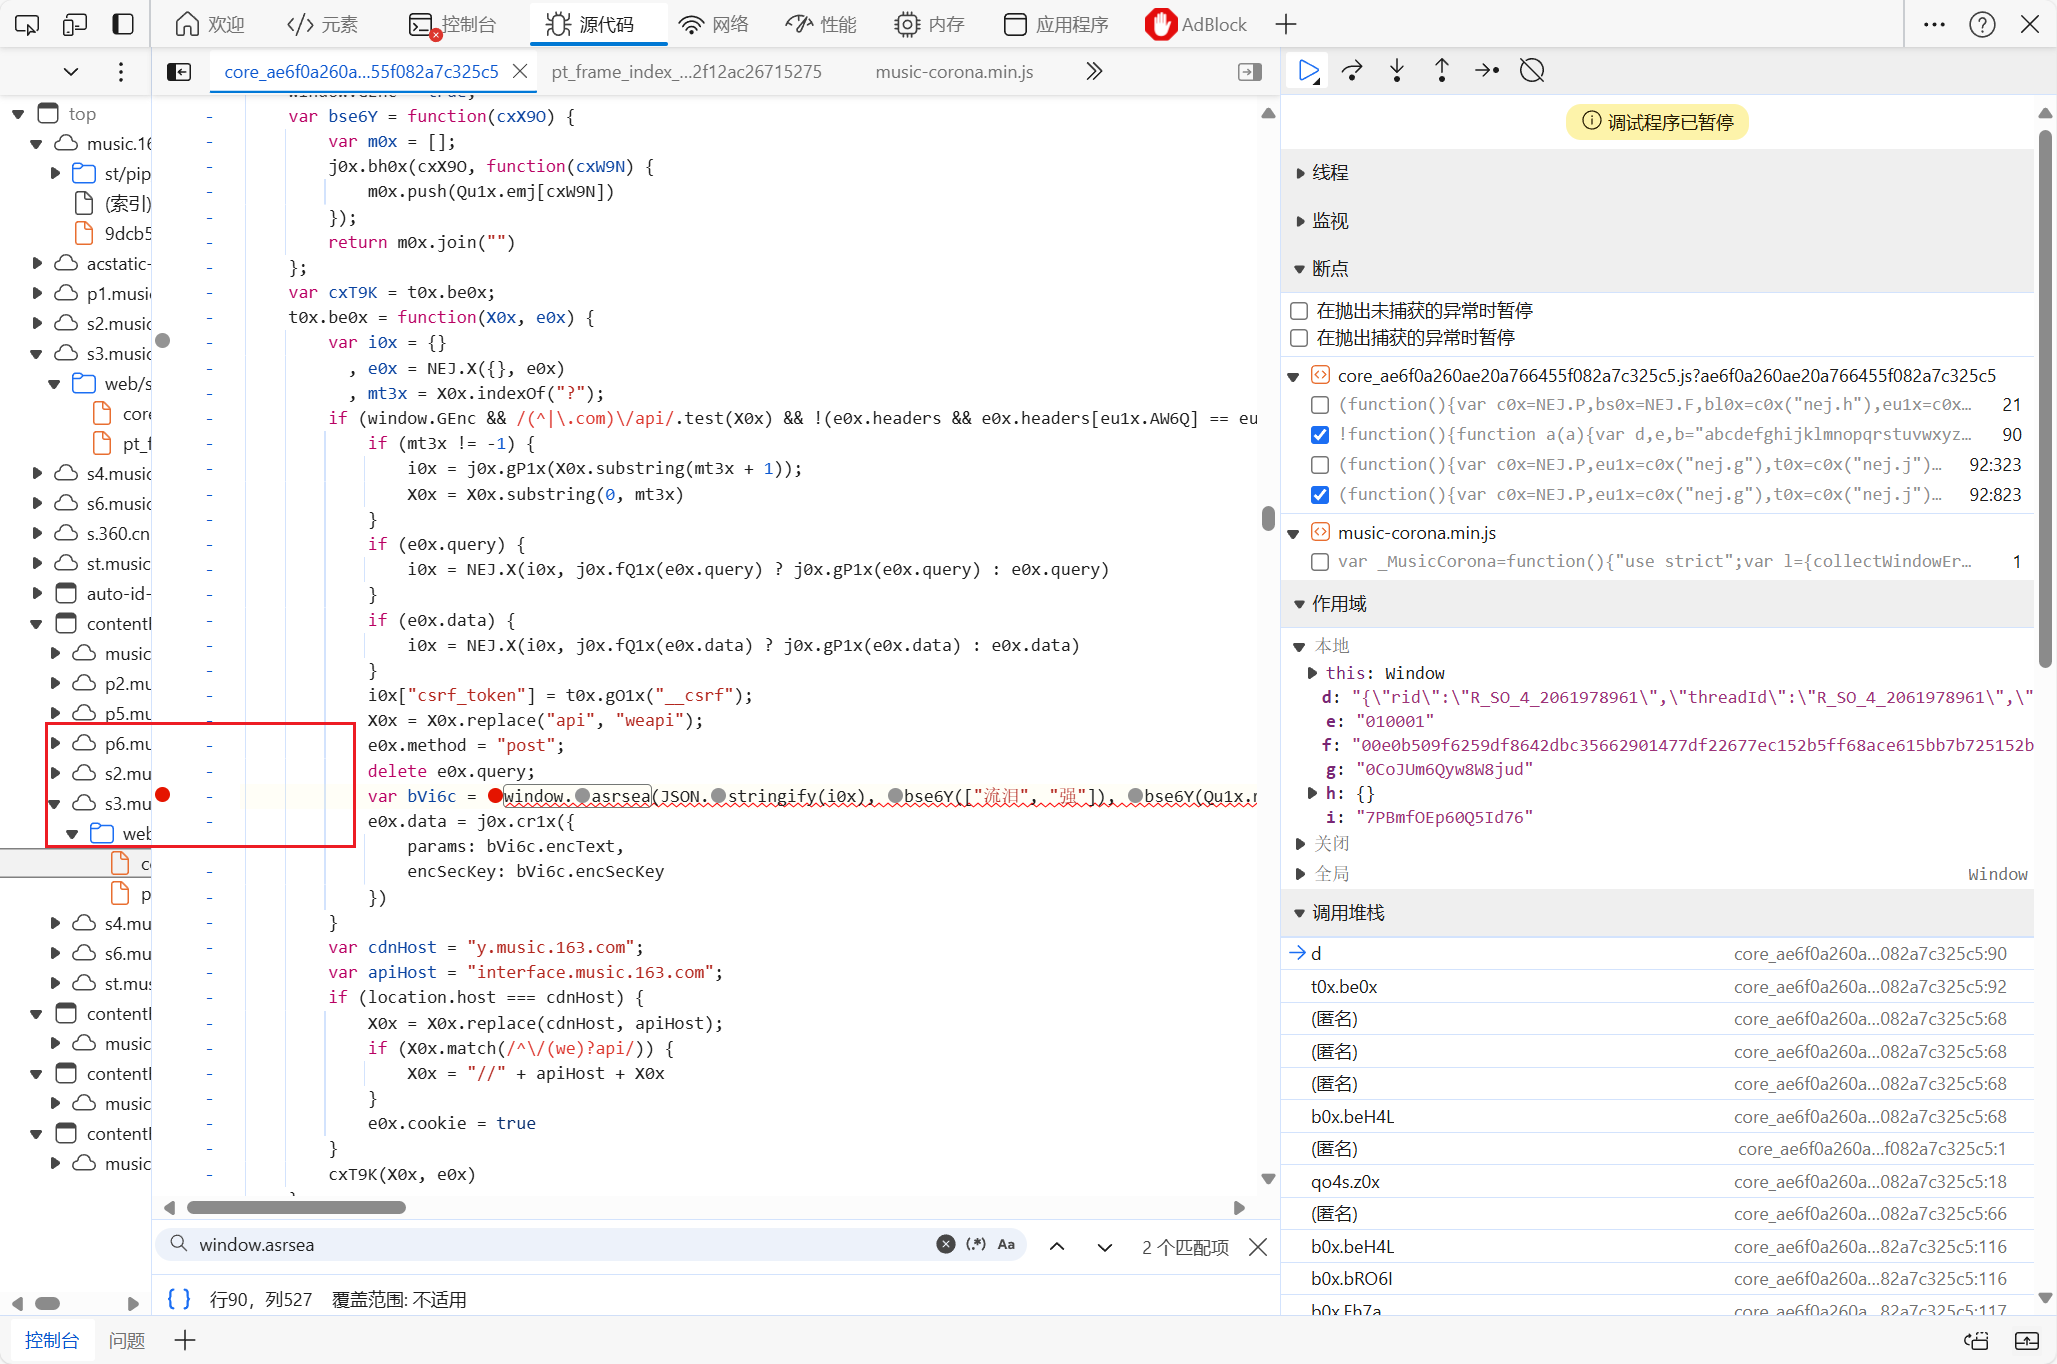 欢迎
元素
控制台
源代码
网络
性能
内存
应用程序
AdBlock
core_ae6f0a260a...55f082a7c325c5
pt_frame_index_...2f12ac26715275
music-corona.min.js
top
music.16
st/pip
(索引)
9dcb5
acstatic-
p1.music
s2.music
s3.music
web/s
core
pt_f
s4.music
s6.music
s.360.cn
st.music
auto-id-
contentl
music
p2.mu
p5.mu
p6.mu
s2.mu
s3.mu
web
c
p
s4.mu
s6.mu
st.mus
contentl
music
contentl
music
contentl
music
window.GEnc = true;
var bse6Y = function(cxX9O) {
var m0x = [];
j0x.bh0x(cxX9O, function(cxW9N) {
m0x.push(Qu1x.emj[cxW9N])
});
return m0x.join("")
};
var cxT9K = t0x.be0x;
t0x.be0x = function(X0x, e0x) {
var i0x = {}
, e0x = NEJ.X({}, e0x)
, mt3x = X0x.indexOf("?");
if (window.GEnc && /(^|\.com)\/api/.test(X0x) && !(e0x.headers && e0x.headers[eu1x.AW6Q] == eu
if (mt3x != -1) {
i0x = j0x.gP1x(X0x.substring(mt3x + 1));
X0x = X0x.substring(0, mt3x)
}
if (e0x.query) {
i0x = NEJ.X(i0x, j0x.fQ1x(e0x.query) ? j0x.gP1x(e0x.query) : e0x.query)
}
if (e0x.data) {
i0x = NEJ.X(i0x, j0x.fQ1x(e0x.data) ? j0x.gP1x(e0x.data) : e0x.data)
}
i0x["csrf_token"] = t0x.gO1x("__csrf");
X0x = X0x.replace("api", "weapi");
e0x.method = "post";
delete e0x.query;
var bVi6c = window.asrsea(JSON.stringify(i0x), bse6Y(["流泪", "强"]), bse6Y(Qu1x.m
e0x.data = j0x.cr1x({
params: bVi6c.encText,
encSecKey: bVi6c.encSecKey
})
}
var cdnHost = "y.music.163.com";
var apiHost = "interface.music.163.com";
if (location.host === cdnHost) {
X0x = X0x.replace(cdnHost, apiHost);
if (X0x.match(/^\/(we)?api/)) {
X0x = "//" + apiHost + X0x
}
e0x.cookie = true
}
cxT9K(X0x, e0x)
window.asrsea
(.*)
Aa
2 个匹配项
{ }
行90，列527
覆盖范围: 不适用
控制台
问题
调试程序已暂停
线程
监视
断点
在抛出未捕获的异常时暂停
在抛出捕获的异常时暂停
core_ae6f0a260ae20a766455f082a7c325c5.js?ae6f0a260ae20a766455f082a7c325c5
(function(){var c0x=NEJ.P,bs0x=NEJ.F,bl0x=c0x("nej.h"),eu1x=c0x… 21
!function(){function a(a){var d,e,b="abcdefghijklmnopqrstuvwxyz… 90
(function(){var c0x=NEJ.P,eu1x=c0x("nej.g"),t0x=c0x("nej.j")… 92:323
(function(){var c0x=NEJ.P,eu1x=c0x("nej.g"),t0x=c0x("nej.j")… 92:823
music-corona.min.js
var _MusicCorona=function(){"use strict";var l={collectWindowEr… 1
作用域
本地
this: Window
d: "{\"rid\":\"R_SO_4_2061978961\",\"threadId\":\"R_SO_4_2061978961\",\"
e: "010001"
f: "00e0b509f6259df8642dbc35662901477df22677ec152b5ff68ace615bb7b725152b
g: "0CoJUm6Qyw8W8jud"
h: {}
i: "7PBmfOEp60Q5Id76"
关闭
全局 Window
调用堆栈
d core_ae6f0a260a...082a7c325c5:90
t0x.be0x core_ae6f0a260a...082a7c325c5:92
(匿名) core_ae6f0a260a...082a7c325c5:68
(匿名) core_ae6f0a260a...082a7c325c5:68
(匿名) core_ae6f0a260a...082a7c325c5:68
b0x.beH4L core_ae6f0a260a...082a7c325c5:68
(匿名) core_ae6f0a260a...f082a7c325c5:1
qo4s.z0x core_ae6f0a260a...082a7c325c5:18
(匿名) core_ae6f0a260a...082a7c325c5:66
b0x.beH4L core_ae6f0a260a...82a7c325c5:116
b0x.bRO6I core_ae6f0a260a...82a7c325c5:116
b0x.Fh7a core_ae6f0a260a...82a7c325c5:117